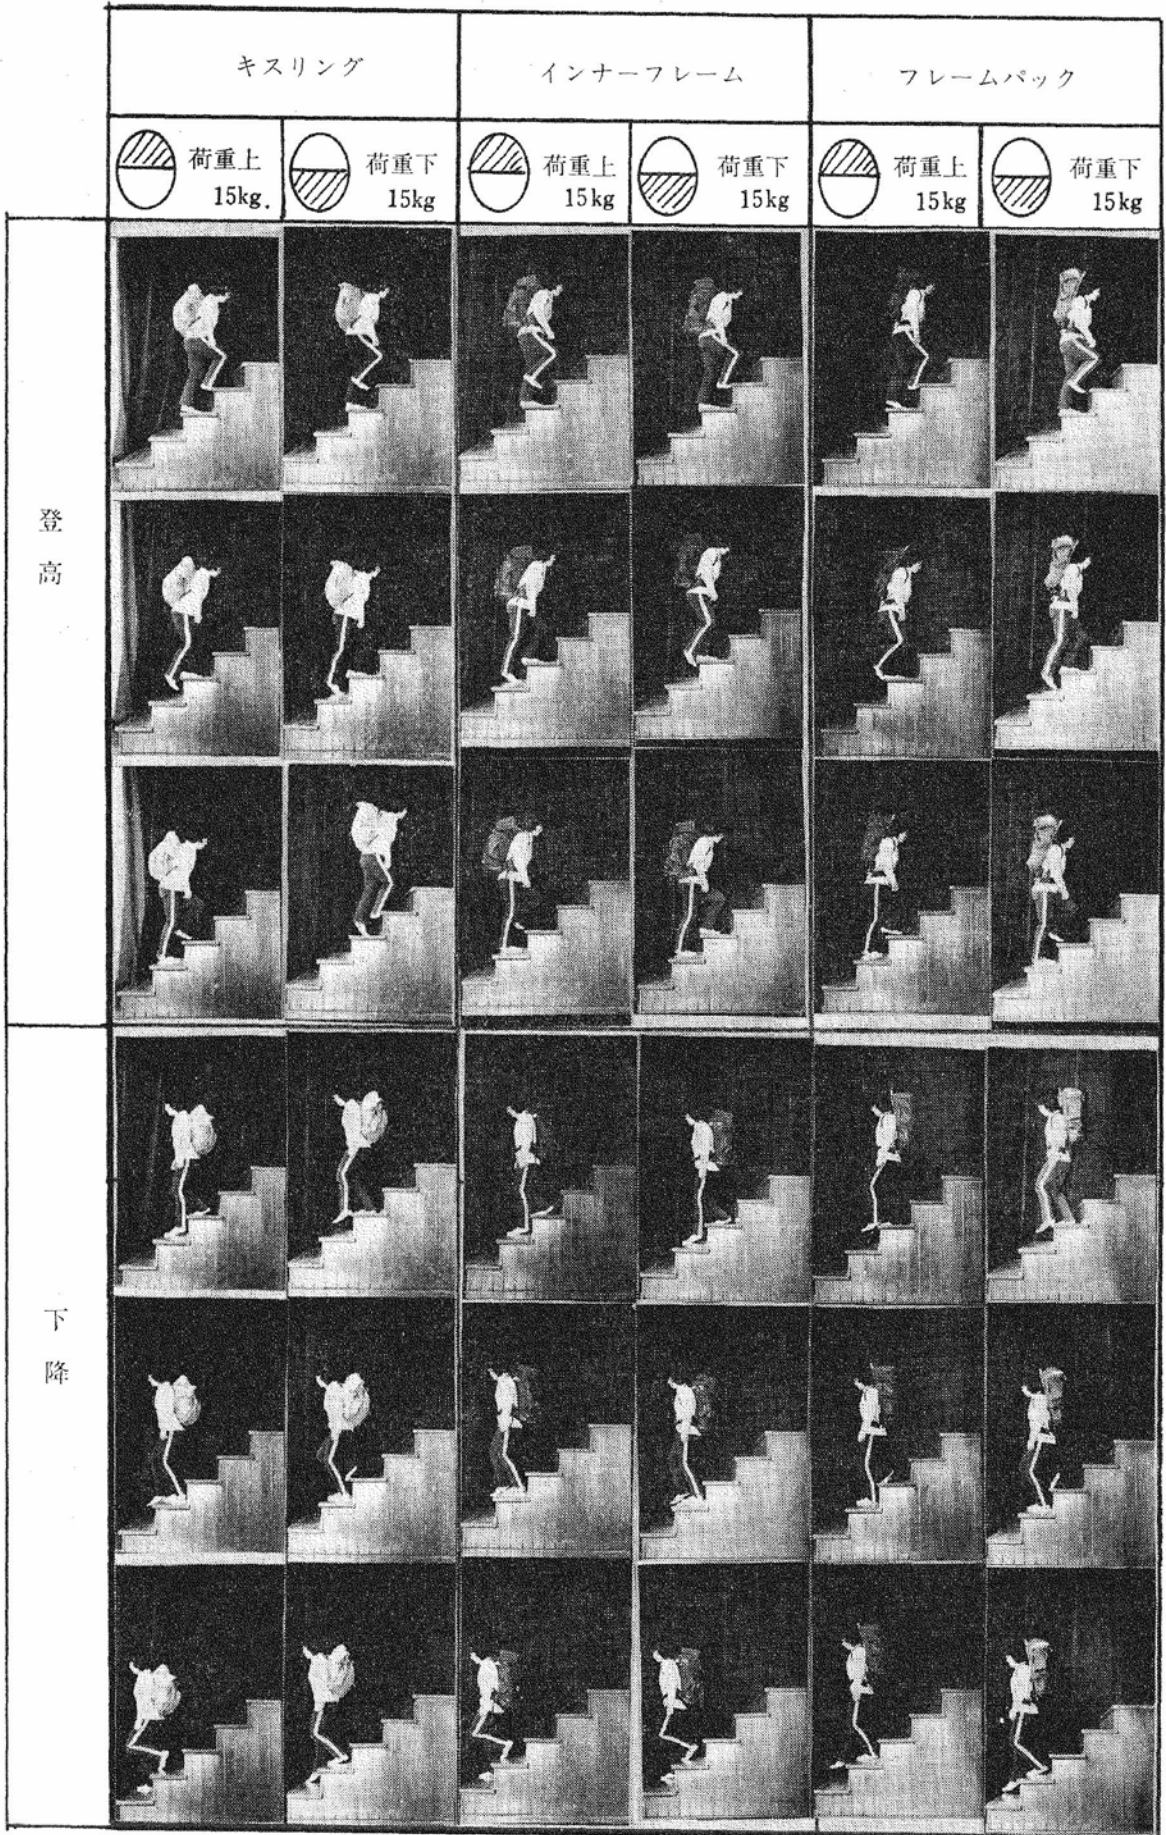 キスリング
インナーフレーム
フレームパック
荷重上
15kg.
荷重下
15kg
荷重上
15kg
荷重下
15kg
荷重上
15kg
荷重下
15kg
登高
下降